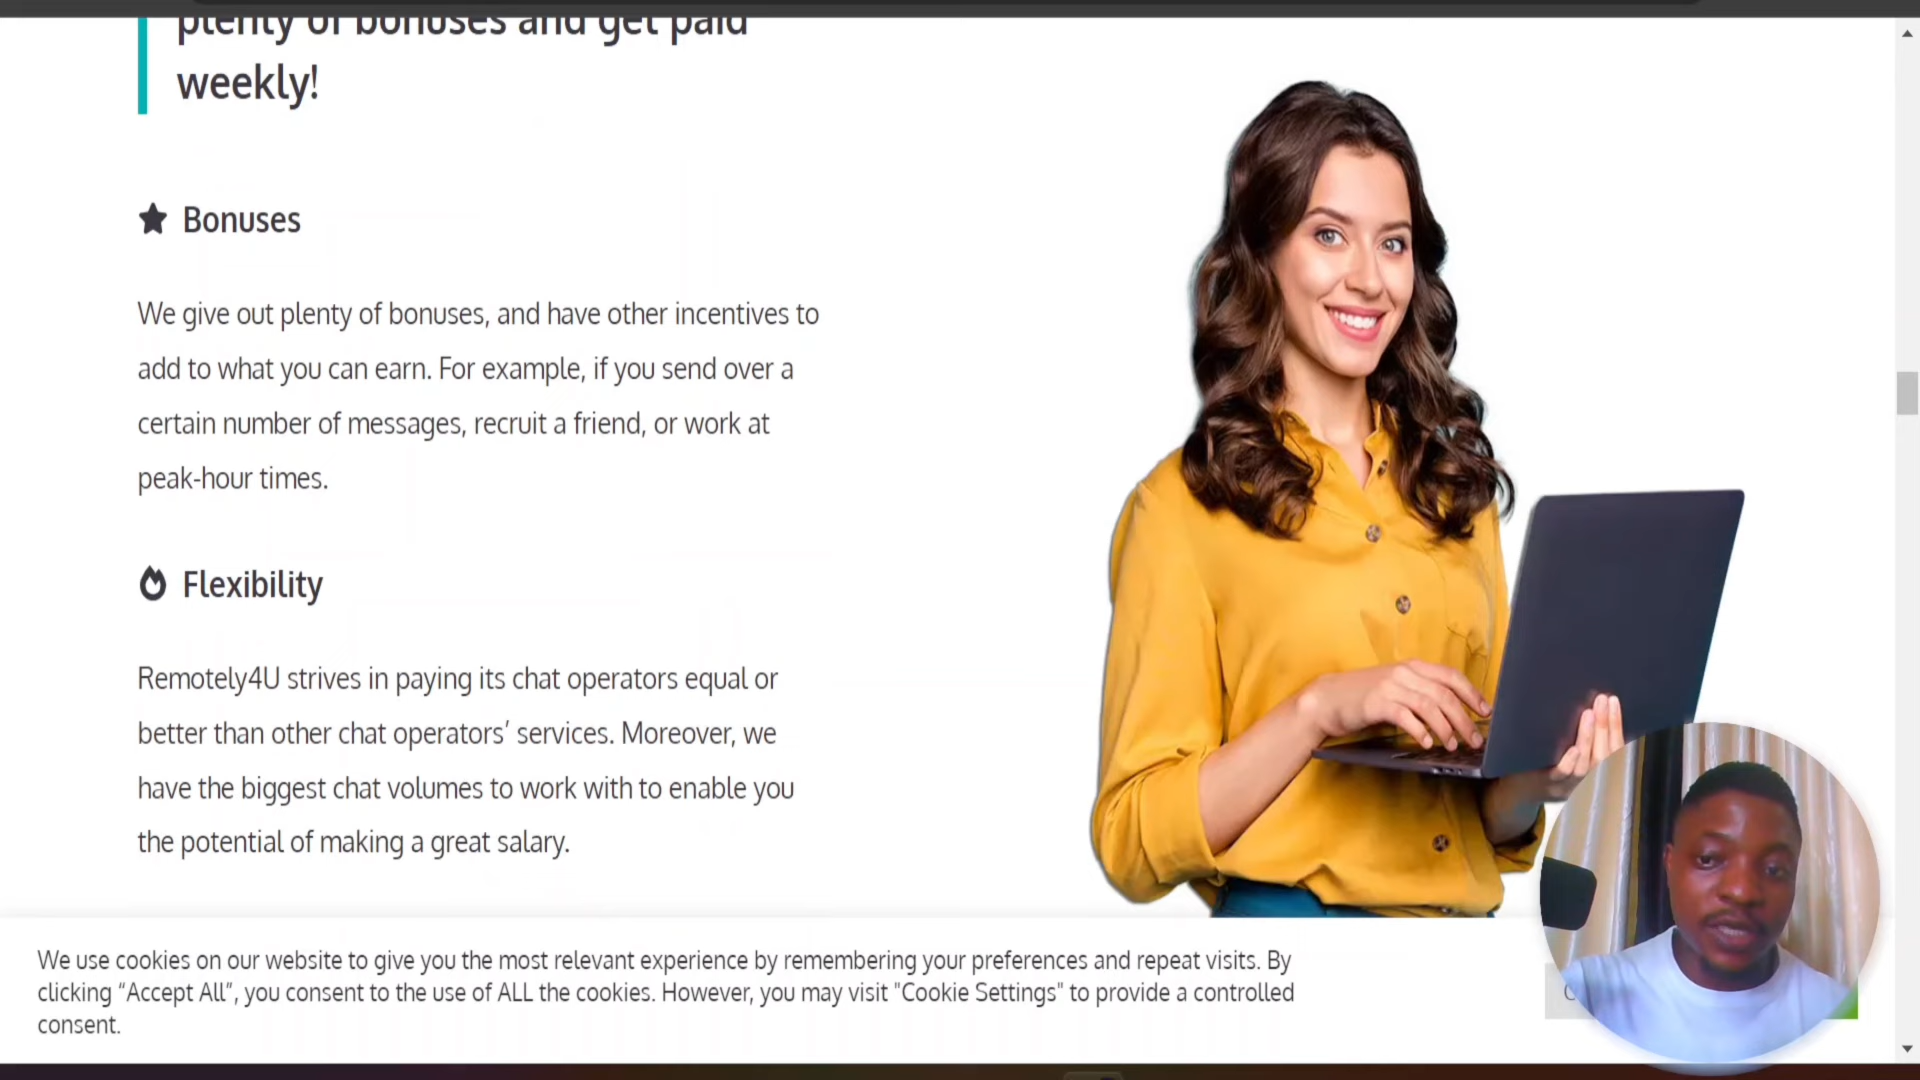 plenty of bonuses and get paid
weekly!
Bonuses
We give out plenty of bonuses, and have other incentives to
add to what you can earn. For example, if you send over a
certain number of messages, recruit a friend, or work at
peak-hour times.
Flexibility
Remotely4U strives in paying its chat operators equal or
better than other chat operators’ services. Moreover, we
have the biggest chat volumes to work with to enable you
the potential of making a great salary.
We use cookies on our website to give you the most relevant experience by remembering your preferences and repeat visits. By
clicking “Accept All”, you consent to the use of ALL the cookies. However, you may visit "Cookie Settings" to provide a controlled
consent.